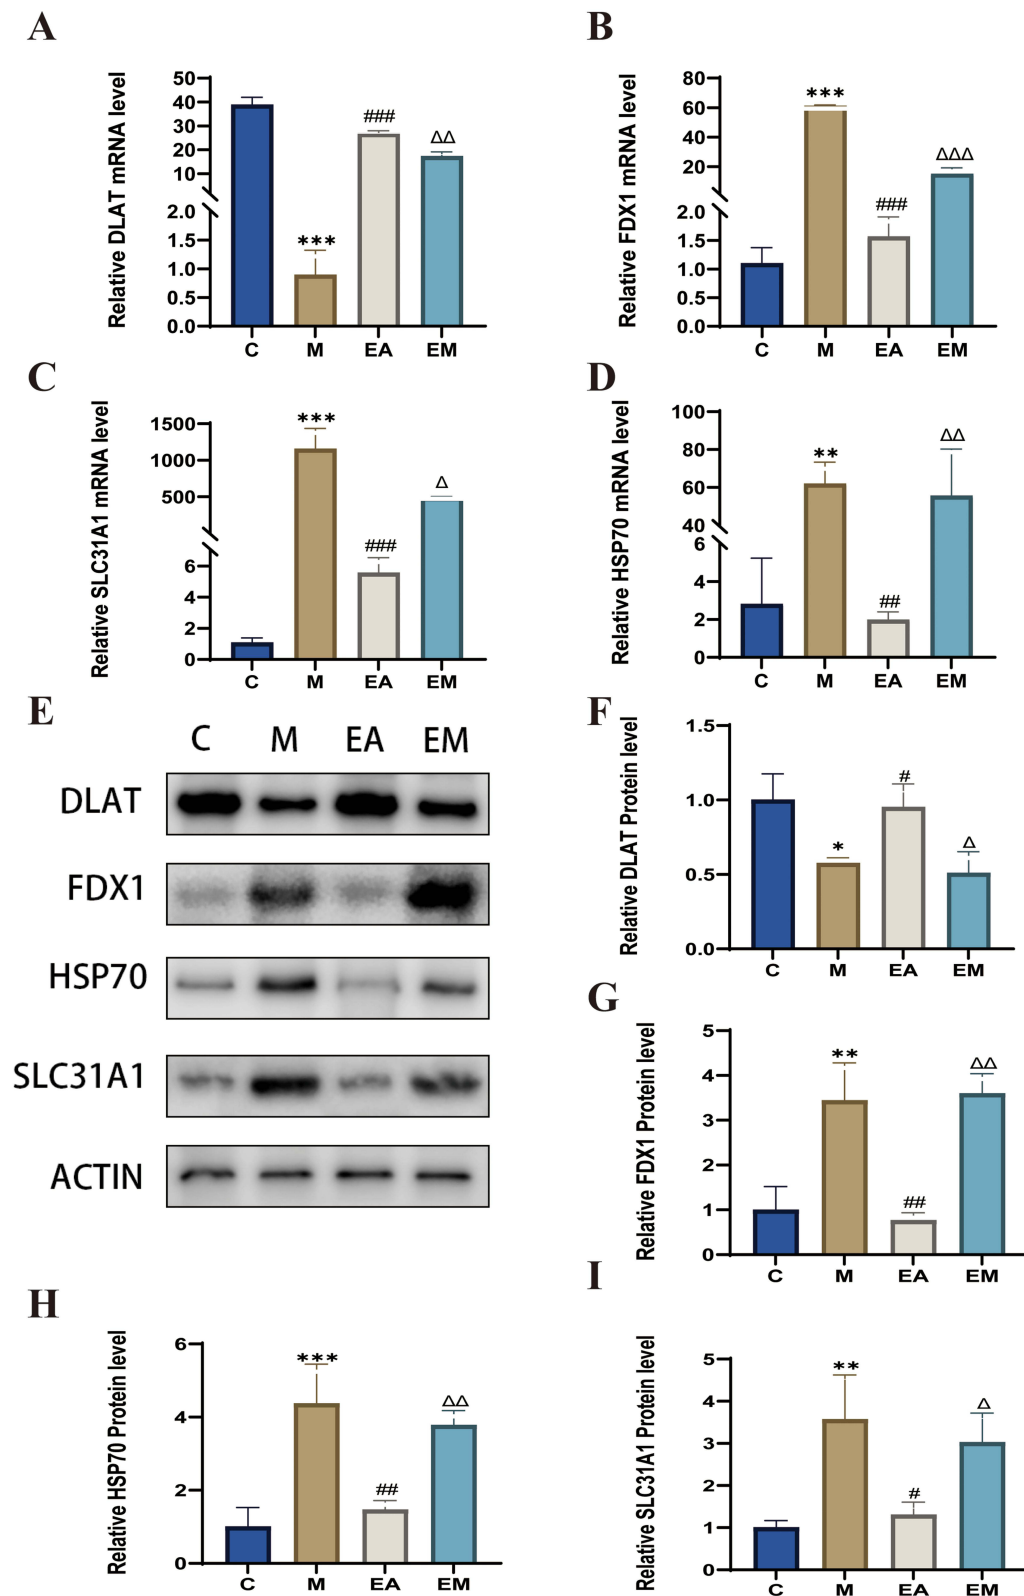 A
Relative DLAT mRNA level
50
40
30
20
10
2.0
1.5
1.0
0.5
0.0
***
###
ΔΔ
C M EA EM
B
Relative FDX1 mRNA level
80
60
40
20
2.0
1.5
1.0
0.5
0.0
***
###
ΔΔΔ
C M EA EM
C
Relative SLC31A1 mRNA level
1500
1000
500
6
4
2
0
***
###
Δ
C M EA EM
D
Relative HSP70 mRNA level
100
80
60
40
6
4
2
0
**
##
ΔΔ
C M EA EM
E
C M EA EM
DLAT
FDX1
HSP70
SLC31A1
ACTIN
F
Relative DLAT Protein level
1.5
1.0
0.5
0.0
*
#
Δ
C M EA EM
G
Relative FDX1 Protein level
5
4
3
2
1
0
**
##
ΔΔ
C M EA EM
H
Relative HSP70 Protein level
6
4
2
0
***
##
ΔΔ
C M EA EM
I
Relative SLC31A1 Protein level
5
4
3
2
1
0
**
#
Δ
C M EA EM